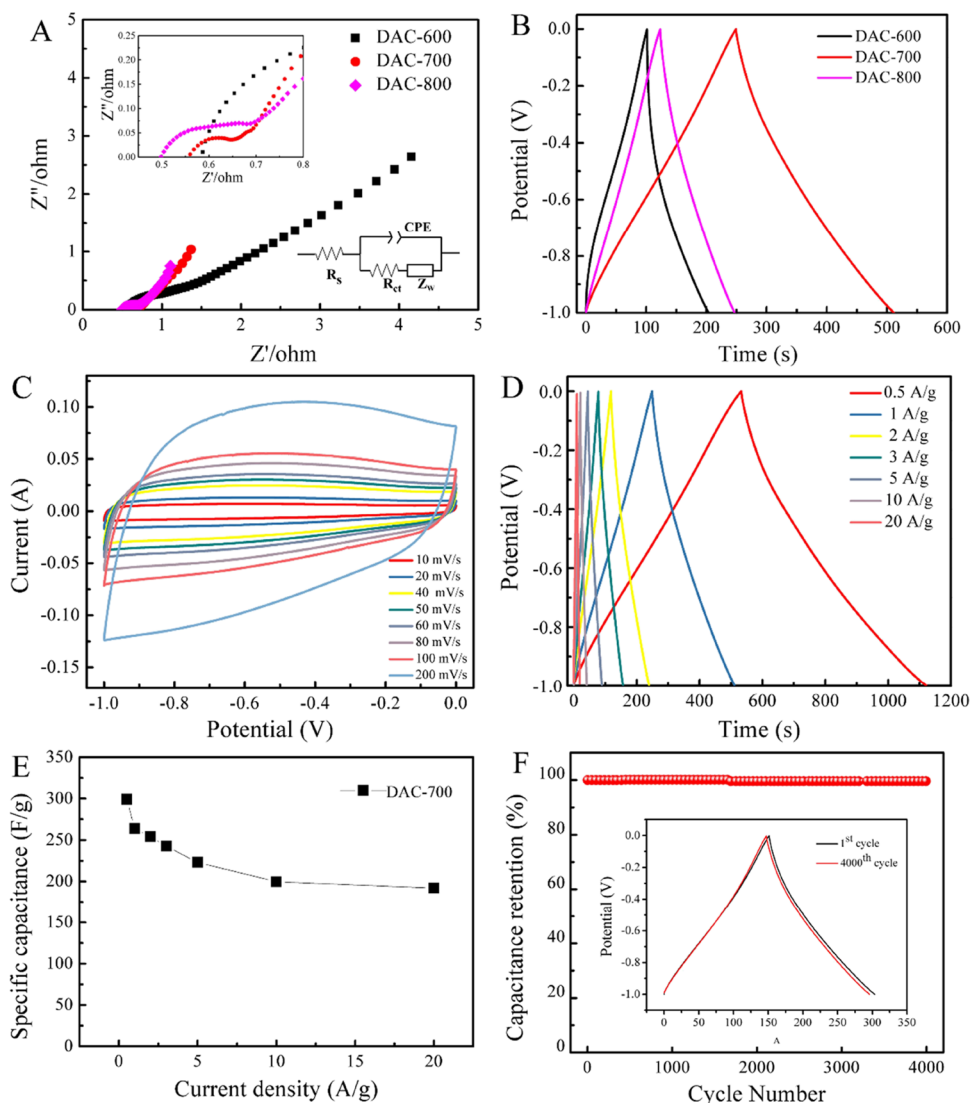 A
Z''/ohm
5
4
3
2
1
0
0
1
2
3
4
5
Z'/ohm
DAC-600
DAC-700
DAC-800
Z''/ohm
0.25
0.20
0.15
0.10
0.05
0.00
0.5 0.6 0.7 0.8
Z'/ohm
CPE
Rs
Rct
Zw
B
Potential (V)
0.0
-0.2
-0.4
-0.6
-0.8
-1.0
0 100 200 300 400 500 600
Time (s)
DAC-600
DAC-700
DAC-800
C
Current (A)
0.10
0.05
0.00
-0.05
-0.10
-0.15
-1.0 -0.8 -0.6 -0.4 -0.2 0.0
Potential (V)
10 mV/s
20 mV/s
40 mV/s
50 mV/s
60 mV/s
80 mV/s
100 mV/s
200 mV/s
D
Potential (V)
0.0
-0.2
-0.4
-0.6
-0.8
-1.0
0 200 400 600 800 1000 1200
Time (s)
0.5 A/g
1 A/g
2 A/g
3 A/g
5 A/g
10 A/g
20 A/g
E
Specific capacitance (F/g)
350
300
250
200
150
100
50
0
0 5 10 15 20
Current density (A/g)
DAC-700
F
Capacitance retention (%)
100
80
60
40
20
0
0 1000 2000 3000 4000
Cycle Number
Potential (V)
0.0
-0.2
-0.4
-0.6
-0.8
-1.0
0 50 100 150 200 250 300 350
A
1st cycle
4000th cycle